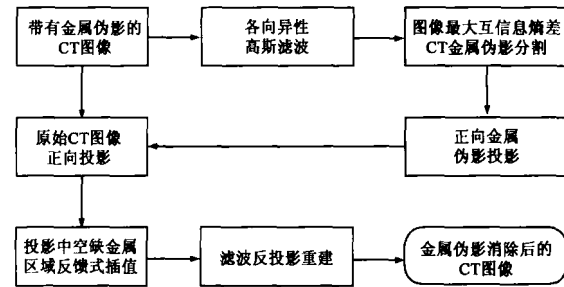 带有金属伪影的
CT图像
各向异性
高斯滤波
图像最大互信息熵差
CT金属伪影分割
原始CT图像
正向投影
正向金属
伪影投影
投影中空缺金属
区域反馈式插值
滤波反投影重建
金属伪影消除后的
CT图像